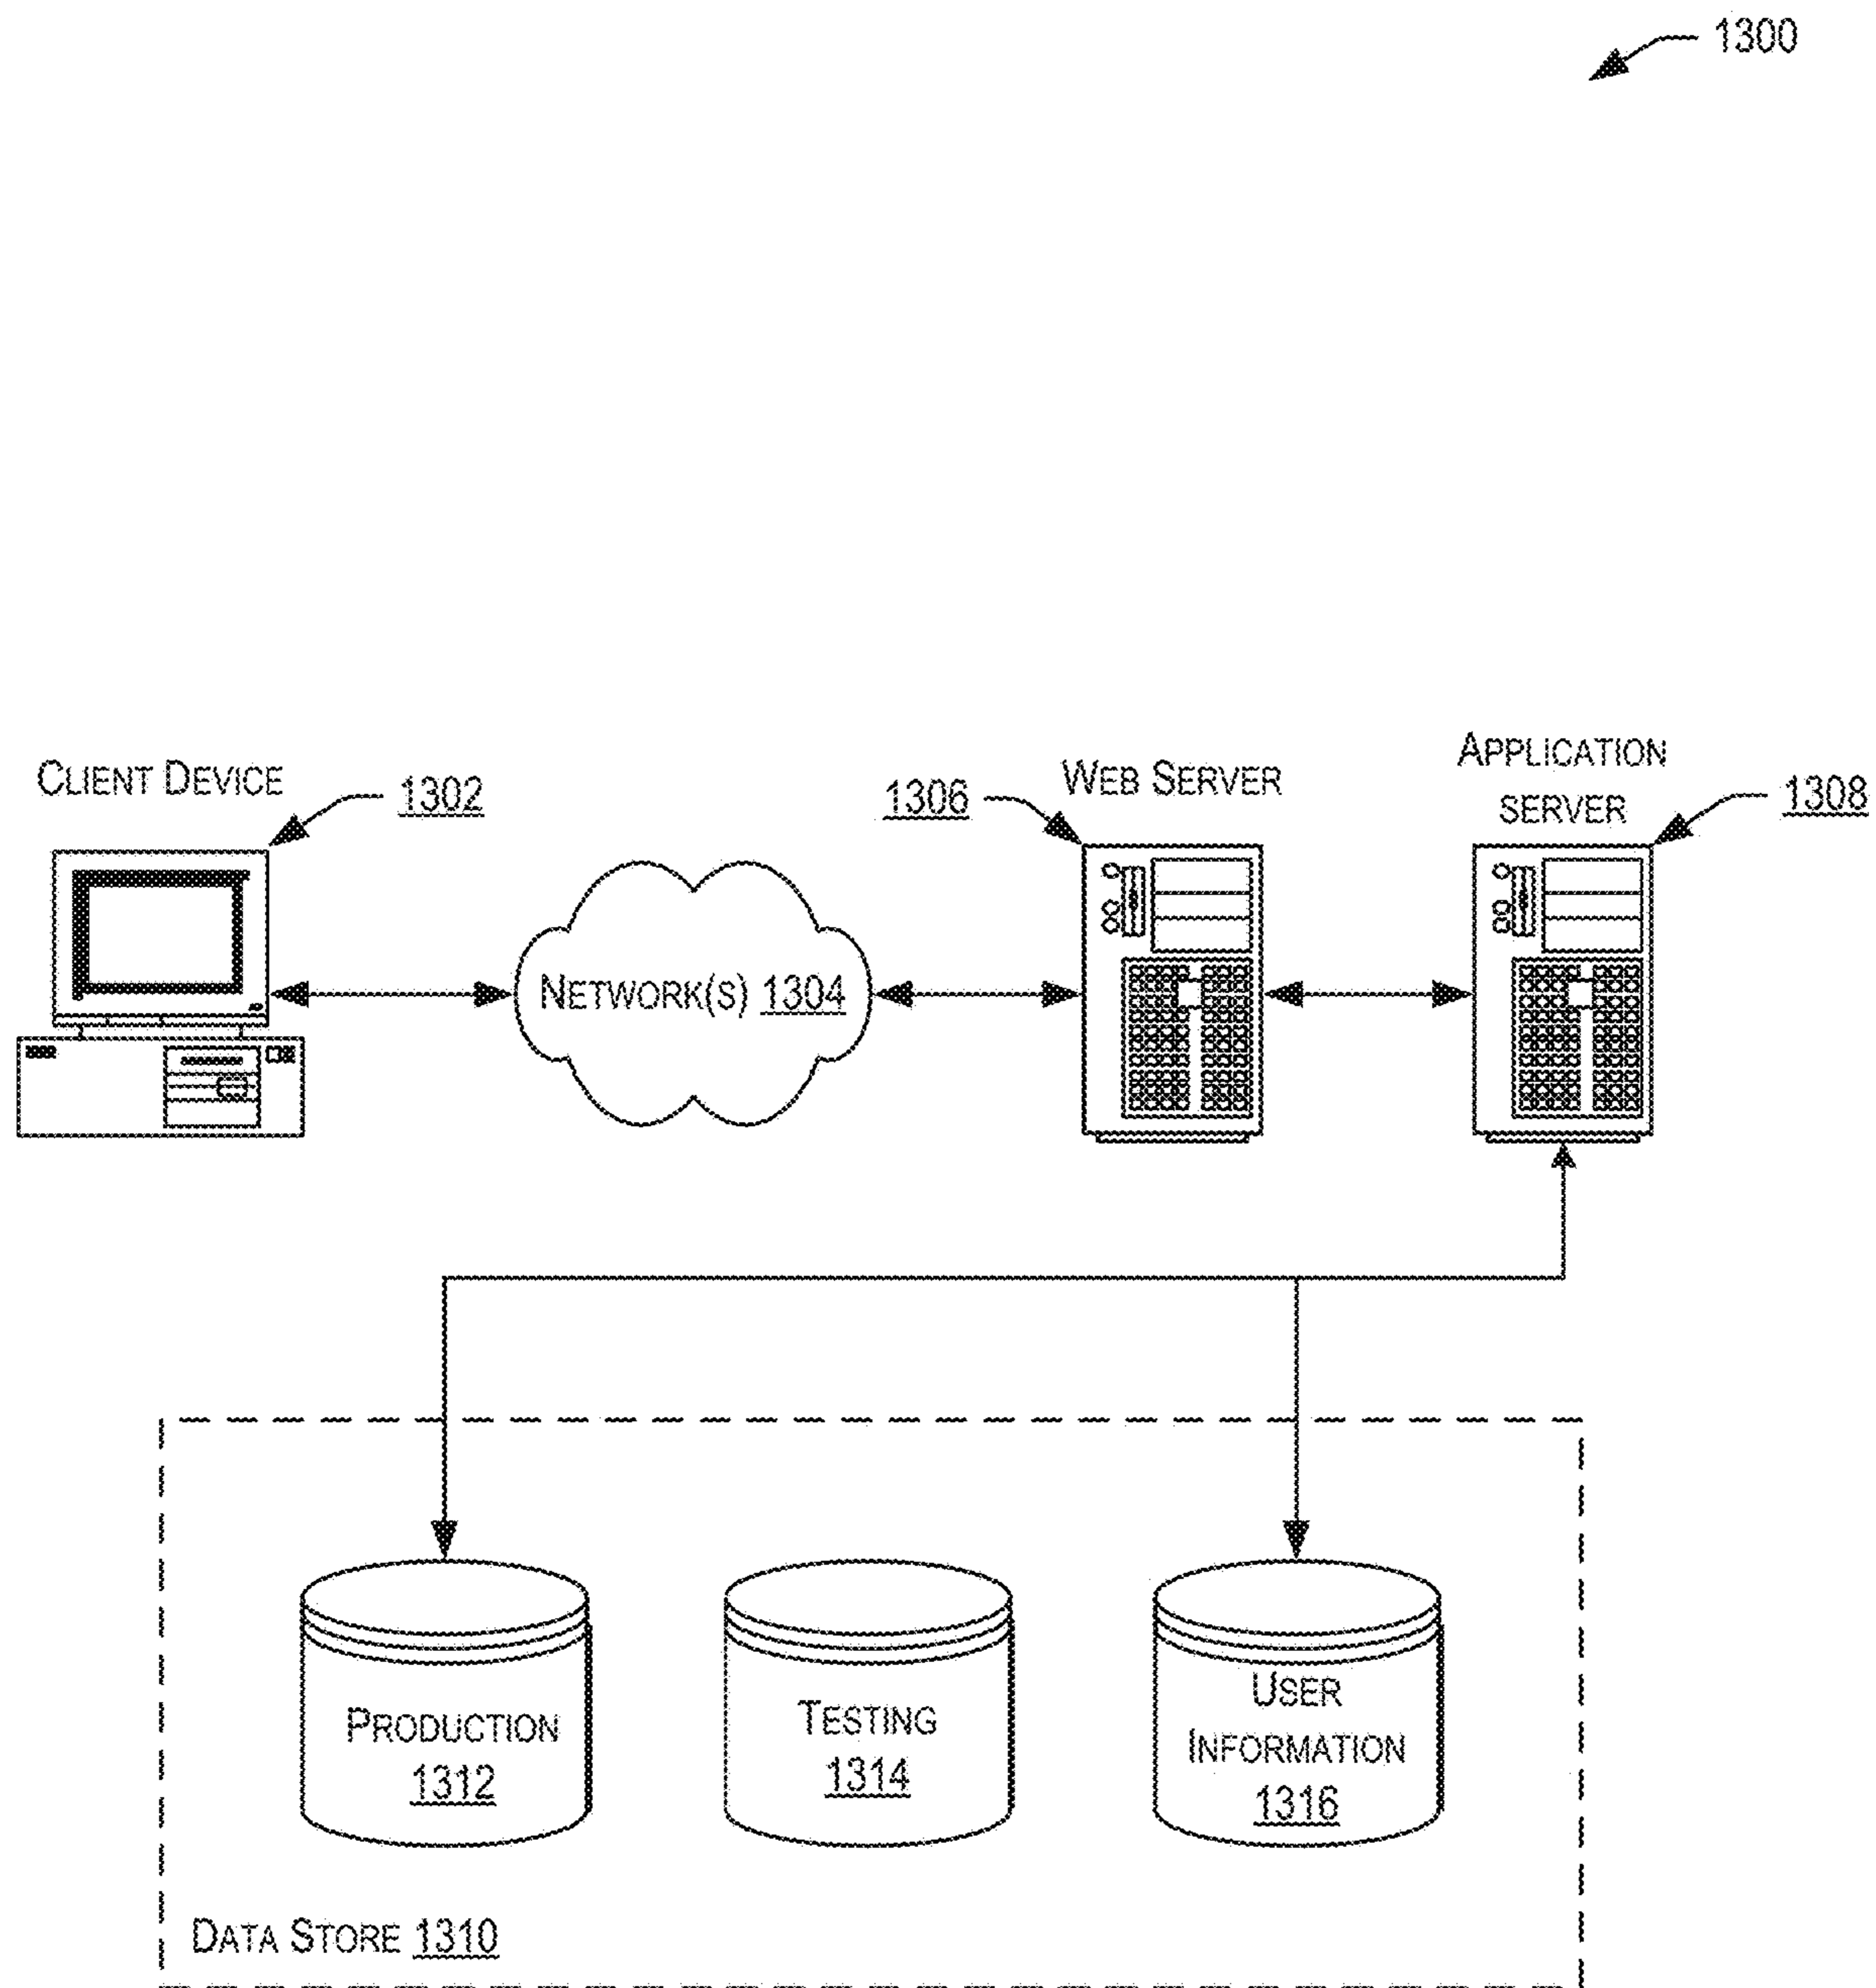 1300
CLIENT DEVICE
1302
1306
WEB SERVER
APPLICATION
SERVER
1308
NETWORK(S) 1304
PRODUCTION
1312
TESTING
1314
USER
INFORMATION
1316
DATA STORE 1310